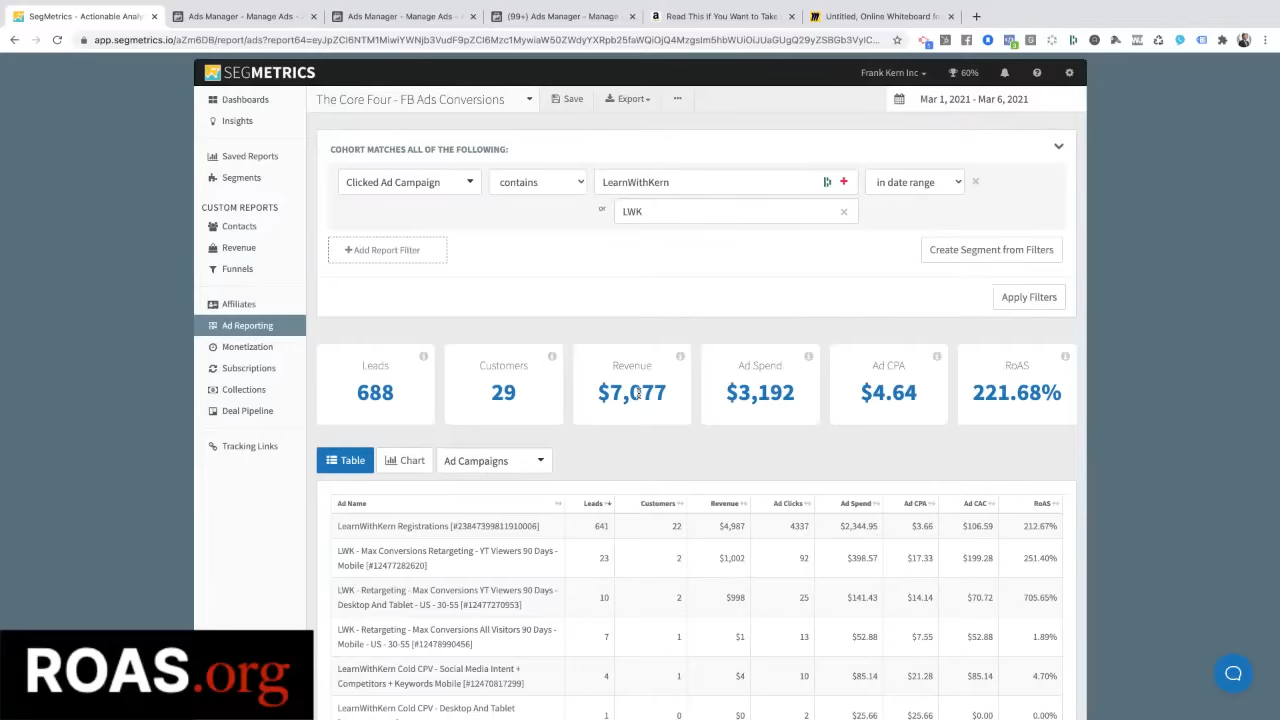 SegMetrics - Actionable Analy
Ads Manager - Manage Ads -
Ads Manager - Manage Ads -
(99+) Ads Manager - Manage
Read This if You Want to Take
Untitled, Online Whiteboard fo
app.segmetrics.io/aZm6DB/report/ads?report64=eyJpZCI6NTM1MiwiYWNjb3VudF9pZCI6Mzc1MywiaW50ZWdyYXRpb25faWQiOjQ4MzgsIm5hbWUiOiJUaGUgQ29yZSBGb3VyIC...
SEGMETRICS
Frank Kern Inc
60%
Dashboards
Insights
Saved Reports
Segments
CUSTOM REPORTS
Contacts
Revenue
Funnels
Affiliates
Ad Reporting
Monetization
Subscriptions
Collections
Deal Pipeline
Tracking Links
The Core Four - FB Ads Conversions
Save
Export
Mar 1, 2021 - Mar 6, 2021
COHORT MATCHES ALL OF THE FOLLOWING:
Clicked Ad Campaign contains LearnWithKern in date range
or LWK
+ Add Report Filter
Create Segment from Filters
Apply Filters
Leads Customers Revenue Ad Spend Ad CPA RoAS
688 29 $7,077 $3,192 $4.64 221.68%
Table Chart Ad Campaigns
Ad Name Leads Customers Revenue Ad Clicks Ad Spend Ad CPA Ad CAC RoAS
LearnWithKern Registrations [#23847399811910006] 641 22 $4,987 4337 $2,344.95 $3.66 $106.59 212.67%
LWK - Max Conversions Retargeting - YT Viewers 90 Days -
Mobile [#12477282620] 23 2 $1,002 92 $398.57 $17.33 $199.28 251.40%
LWK - Retargeting - Max Conversions YT Viewers 90 Days -
Desktop And Tablet - US - 30-55 [#12477270953] 10 2 $998 25 $141.43 $14.14 $70.72 705.65%
LWK - Retargeting - Max Conversions All Visitors 90 Days -
Mobile - US - 30-55 [#12478990456] 7 1 $1 13 $52.88 $7.55 $52.88 1.89%
LearnWithKern Cold CPV - Social Media Intent +
Competitors + Keywords Mobile [#12470817299] 4 1 $4 10 $85.14 $21.28 $85.14 4.70%
LearnWithKern Cold CPV - Desktop And Tablet
1 0 $0 2 $25.66 $25.66 $0.00 0.00%
ROAS.org